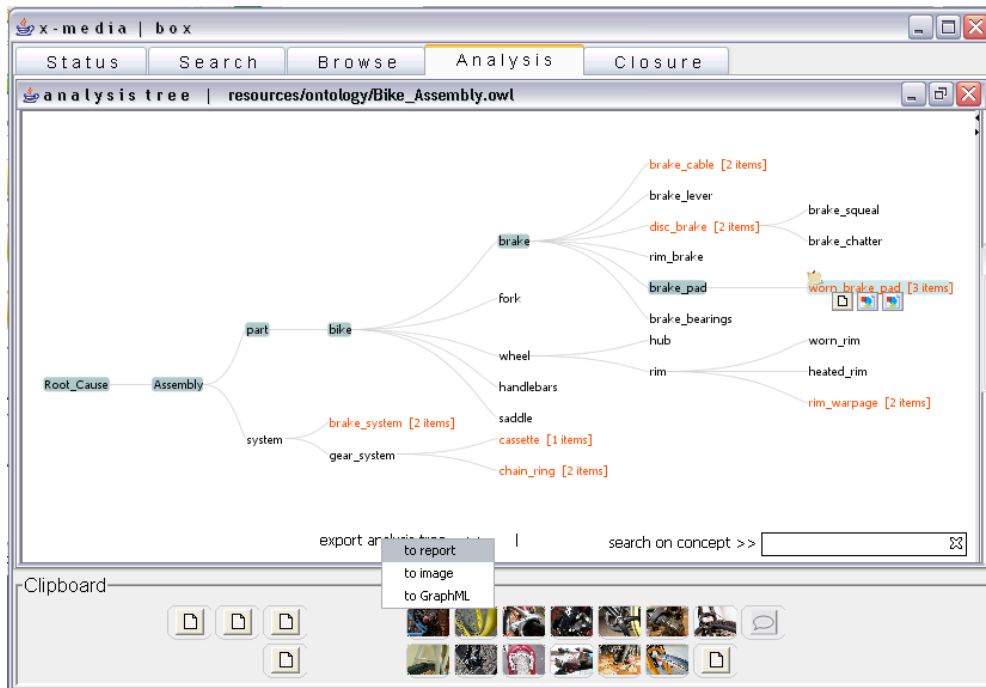 x-media | box
Status Search Browse Analysis Closure
analysis tree | resources/ontology/Bike_Assembly.owl
brake_cable [2 items]
brake_lever
brake_squeal
disc_brake [2 items]
brake
brake_chatter
rim_brake
brake_pad
worn_brake_pad [3 items]
fork
brake_bearings
part
bike
hub
worn_rim
wheel
rim
heated_rim
Root_Cause
Assembly
handlebars
rim_warpage [2 items]
saddle
brake_system [2 items]
system
cassette [1 items]
gear_system
chain_ring [2 items]
export analysis
search on concept >>
to report
to image
to GraphML
Clipboard